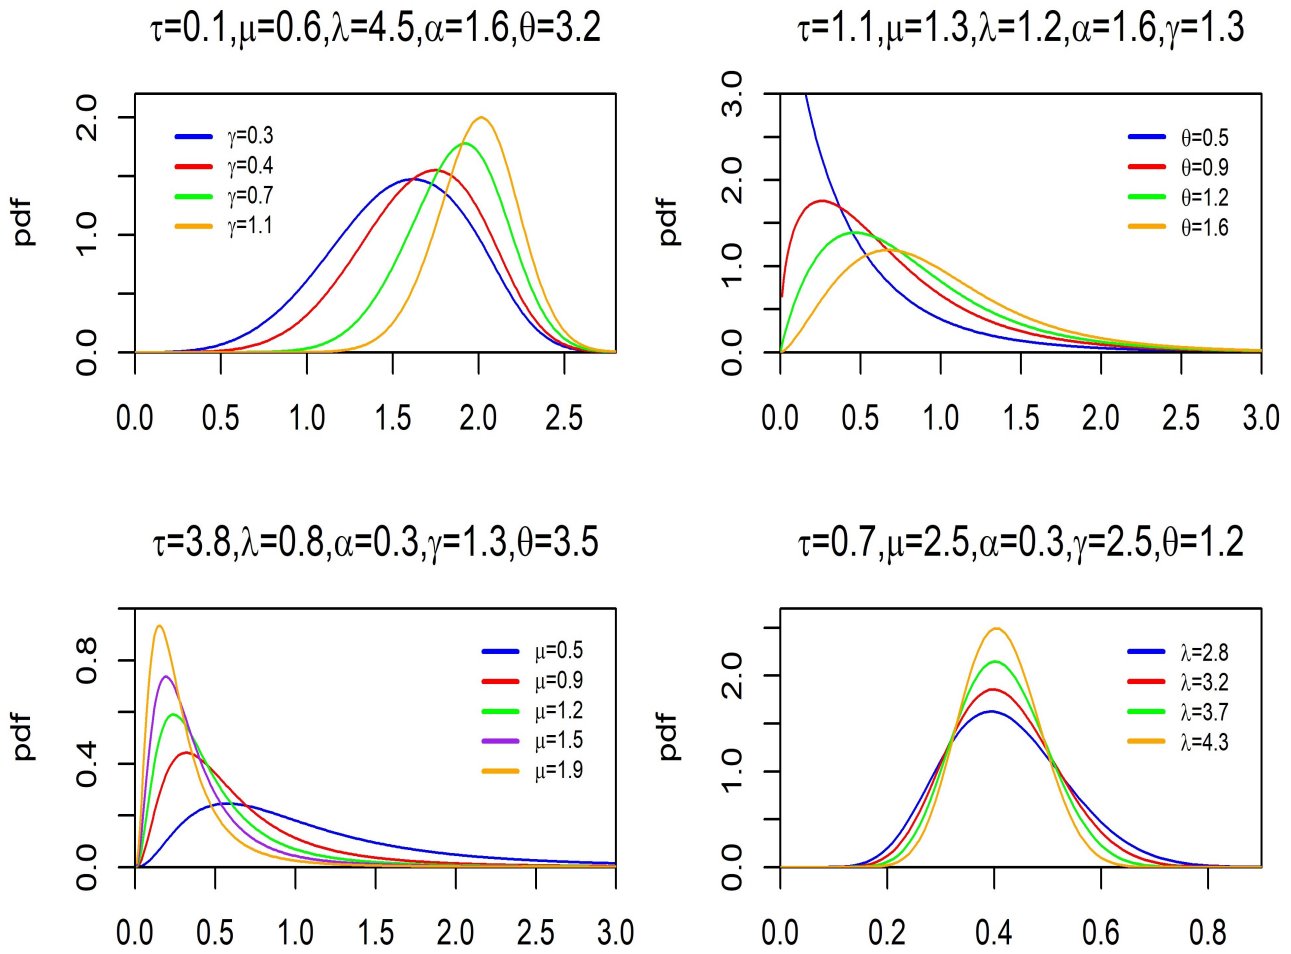 τ=0.1,μ=0.6,λ=4.5,α=1.6,θ=3.2
pdf
0.0 1.0 2.0
γ=0.3
γ=0.4
γ=0.7
γ=1.1
0.0 0.5 1.0 1.5 2.0 2.5
τ=1.1,μ=1.3,λ=1.2,α=1.6,γ=1.3
pdf
0.0 1.0 2.0 3.0
θ=0.5
θ=0.9
θ=1.2
θ=1.6
0.0 0.5 1.0 1.5 2.0 2.5 3.0
τ=3.8,λ=0.8,α=0.3,γ=1.3,θ=3.5
pdf
0.0 0.4 0.8
μ=0.5
μ=0.9
μ=1.2
μ=1.5
μ=1.9
0.0 0.5 1.0 1.5 2.0 2.5 3.0
τ=0.7,μ=2.5,α=0.3,γ=2.5,θ=1.2
pdf
0.0 1.0 2.0
λ=2.8
λ=3.2
λ=3.7
λ=4.3
0.0 0.2 0.4 0.6 0.8